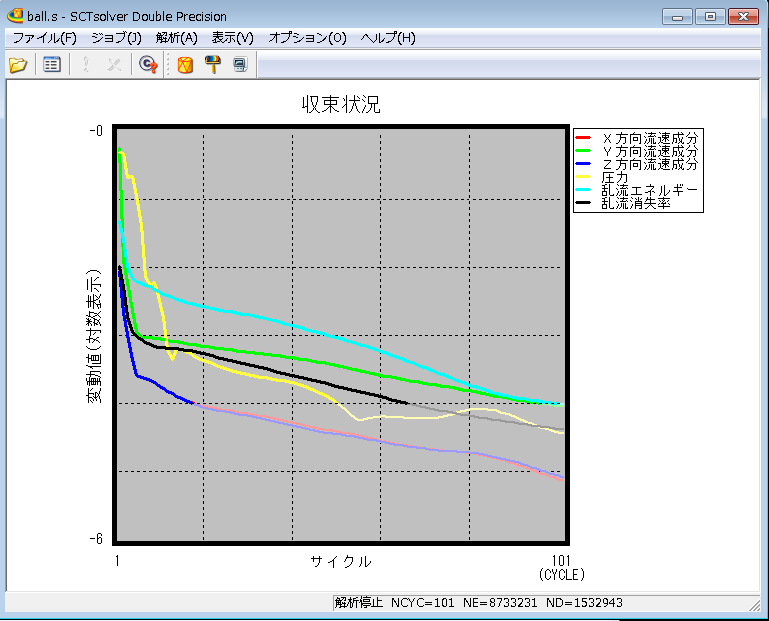 ball.s - SCTsolver Double Precision
ファイル(F) ジョブ(J) 解析(A) 表示(V) オプション(O) ヘルプ(H)
収束状況
-0
X方向流速成分
Y方向流速成分
Z方向流速成分
圧力
乱流エネルギー
乱流消失率
変動値(対数表示)
-6
1 サイクル 101
(CYCLE)
解析停止 NCYC=101 NE=8733231 ND=1532943